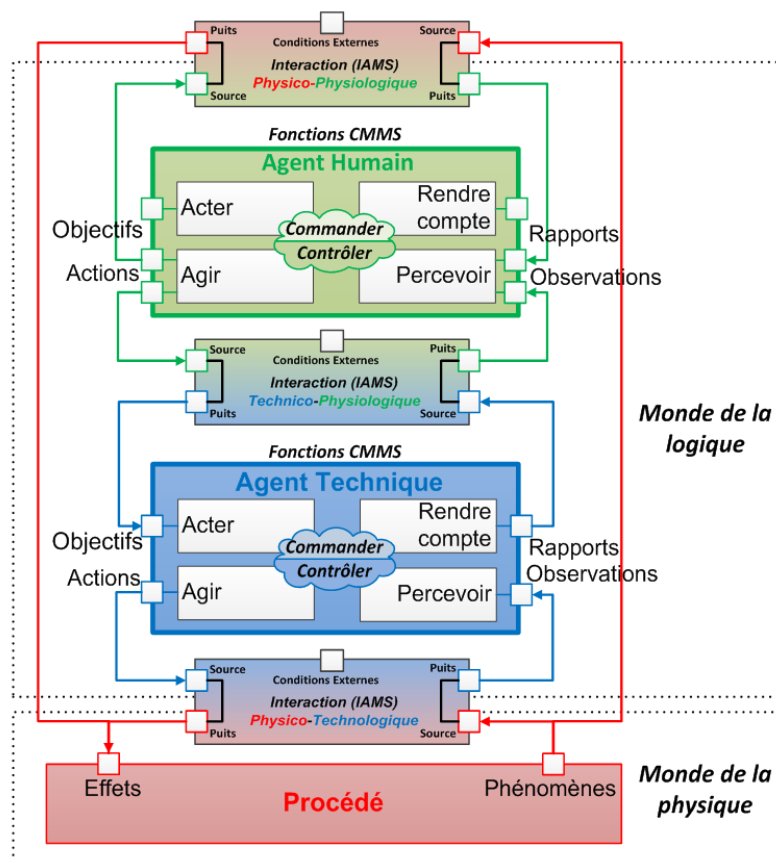 Puits
Source
Conditions Externes
Interaction (IAMS)
Physico-Physiologique
Source
Puits
Fonctions CMMS
Agent Humain
Acter
Rendre
compte
Objectifs
Commander
Rapports
Contrôler
Actions
Agir
Percevoir
Observations
Source
Puits
Conditions Externes
Interaction (IAMS)
Technico-Physiologique
Puits
Source
Monde de la
logique
Fonctions CMMS
Agent Technique
Acter
Rendre
compte
Objectifs
Commander
Rapports
Contrôler
Actions
Agir
Percevoir
Observations
Source
Puits
Conditions Externes
Interaction (IAMS)
Physico-Technologique
Puits
Source
Effets
Procédé
Phénomènes
Monde de la
physique